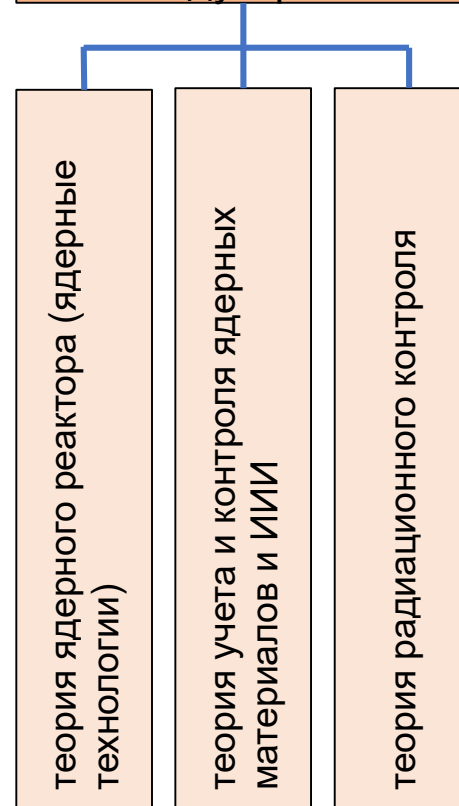 теория ядерного реактора (ядерные
технологии)
теория учета и контроля ядерных
материалов и ИИИ
теория радиационного контроля